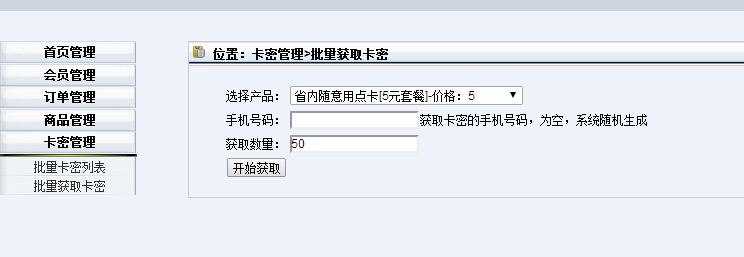 首页管理
会员管理
订单管理
商品管理
卡密管理
批量卡密列表
批量获取卡密
位置：卡密管理>批量获取卡密
选择产品： 省内随意用点卡[5元套餐]-价格：5
手机号码： 获取卡密的手机号码，为空，系统随机生成
获取数量： 50
开始获取